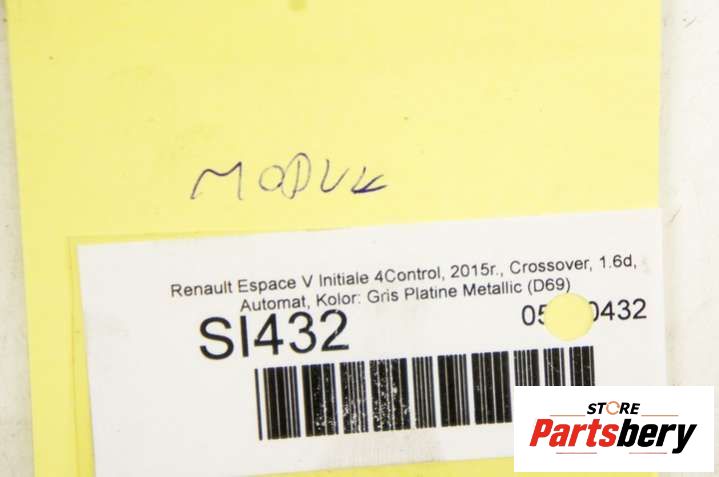 MODUŁ
Renault Espace V Initiale 4Control, 2015r., Crossover, 1.6d,
Automat, Kolor: Gris Platine Metallic (D69)
SI432
STORE
Partsbery